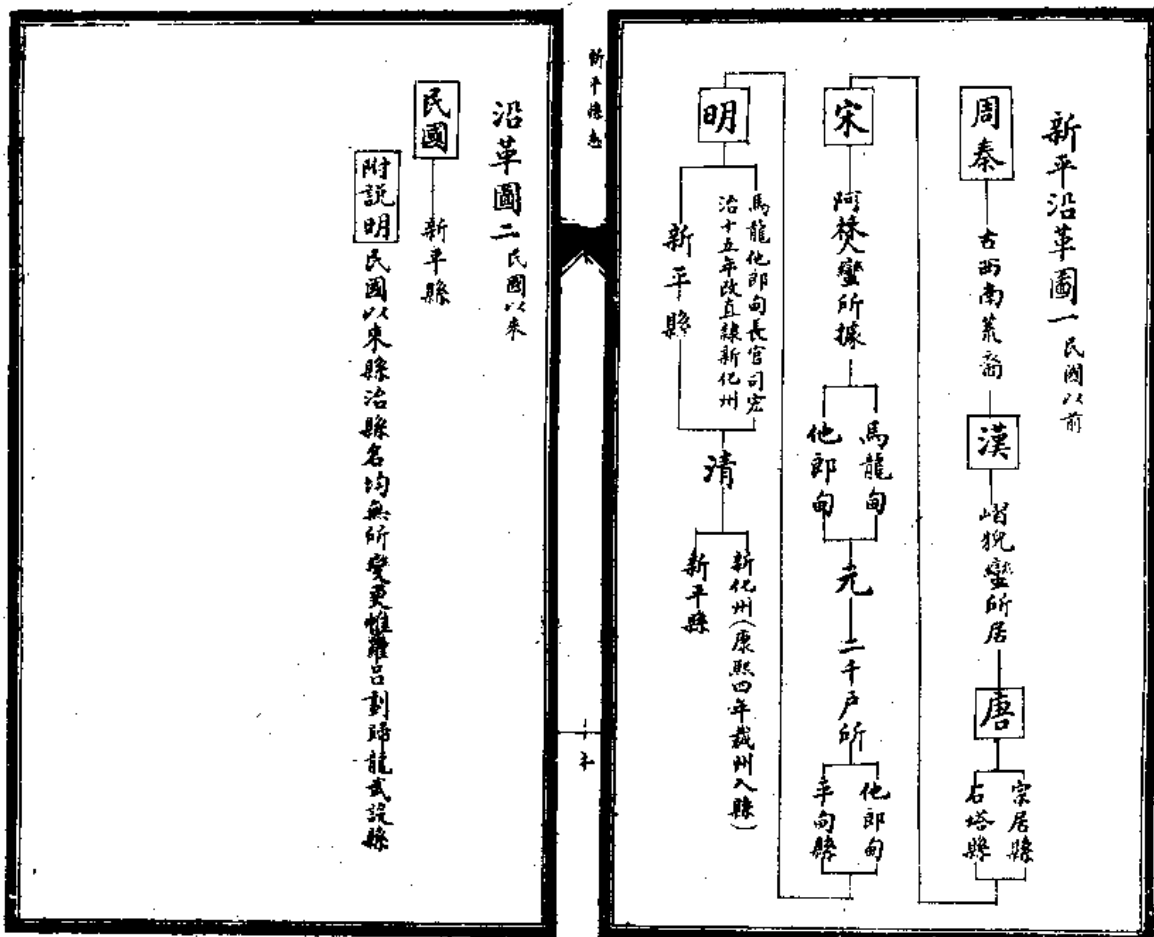 新平沿革圖一 民國以前
周秦
古西南荒裔
漢
嶍猊蠻所居
唐
宗居縣
石塔縣
宋
阿僰蠻所據
馬龍甸
他郎甸
元
二千戶所
他郎甸
平甸縣
明
馬龍他郎甸長官司宏
治十五年改直隸新化州
新平縣
清
新化州(康熙四年裁州入縣)
新平縣
新平縣志
沿革圖二 民國以來
民國
新平縣
附説明
民國以來縣治縣名均無所變更惟羅呂劃歸龍武設縣